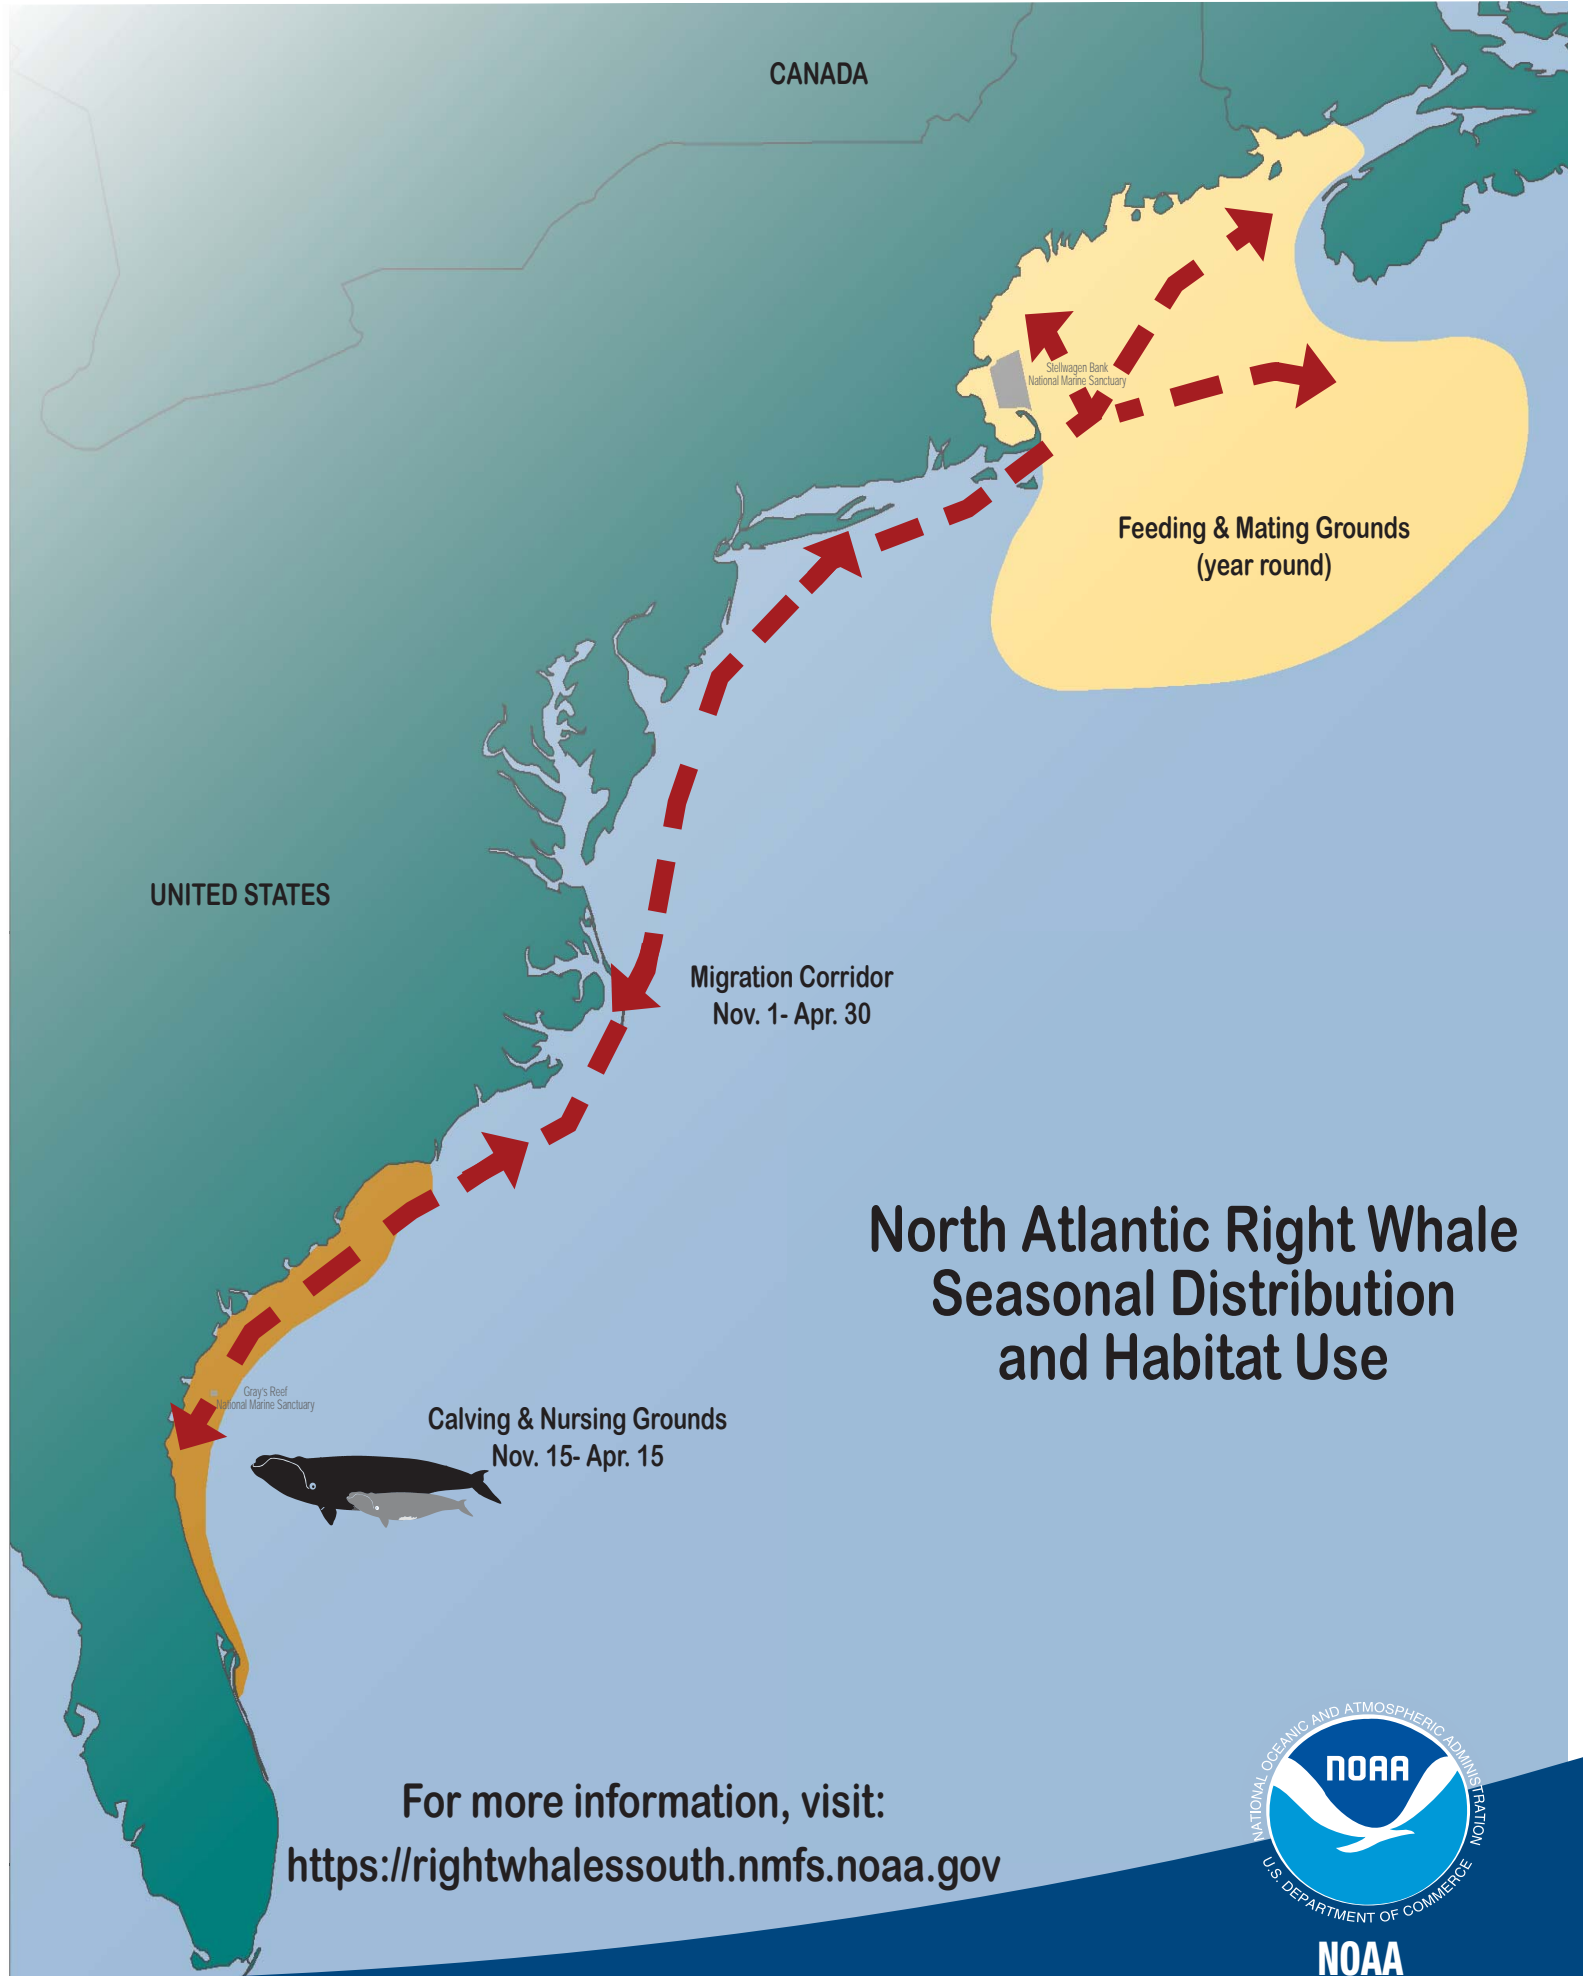 CANADA
Stellwagen Bank
National Marine Sanctuary
Feeding & Mating Grounds
(year round)
UNITED STATES
Migration Corridor
Nov. 1- Apr. 30
North Atlantic Right Whale
Seasonal Distribution
and Habitat Use
Gray's Reef
National Marine Sanctuary
Calving & Nursing Grounds
Nov. 15- Apr. 15
For more information, visit:
https://rightwhalessouth.nmfs.noaa.gov
NATIONAL OCEANIC AND ATMOSPHERIC ADMINISTRATION
NOAA
U.S. DEPARTMENT OF COMMERCE
NOAA